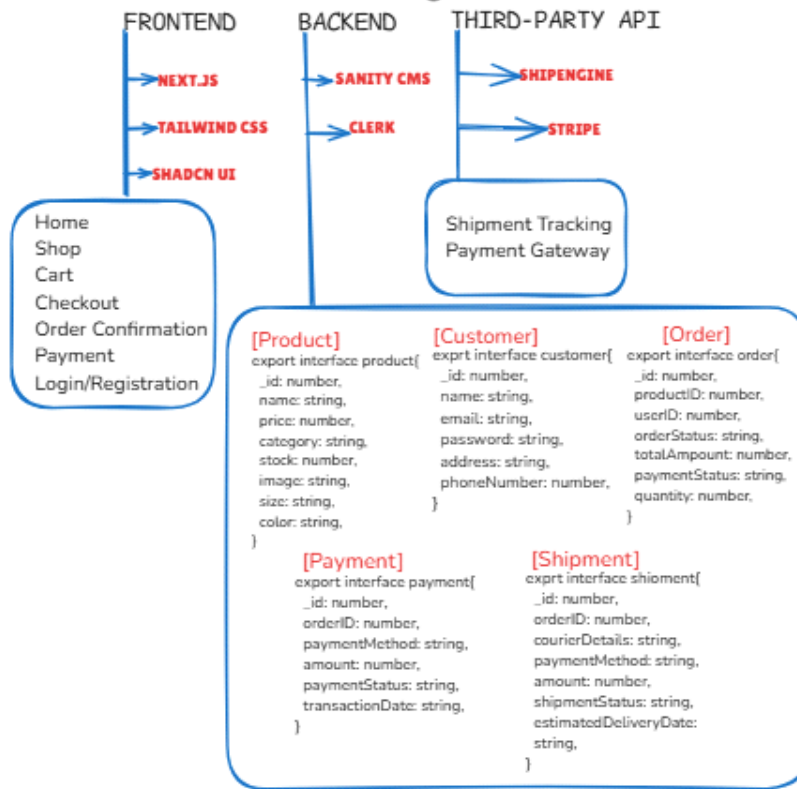 FRONTEND
NEXT.JS
TAILWIND CSS
SHADCN UI
Home
Shop
Cart
Checkout
Order Confirmation
Payment
Login/Registration
BACKEND
SANITY CMS
CLERK
THIRD-PARTY API
SHIPENGINE
STRIPE
Shipment Tracking
Payment Gateway
[Product]
export interface product{
_id: number,
name: string,
price: number,
category: string,
stock: number,
image: string,
size: string,
color: string,
}
[Customer]
exprt interface customer{
_id: number,
name: string,
email: string,
password: string,
address: string,
phoneNumber: number,
}
[Order]
export interface order{
_id: number,
productID: number,
userID: number,
orderStatus: string,
totalAmpount: number,
paymentStatus: string,
quantity: number,
}
[Payment]
export interface payment{
_id: number,
orderID: number,
paymentMethod: string,
amount: number,
paymentStatus: string,
transactionDate: string,
}
[Shipment]
exprt interface shioment{
_id: number,
orderID: number,
courierDetails: string,
paymentMethod: string,
amount: number,
shipmentStatus: string,
estimatedDeliveryDate:
string,
}